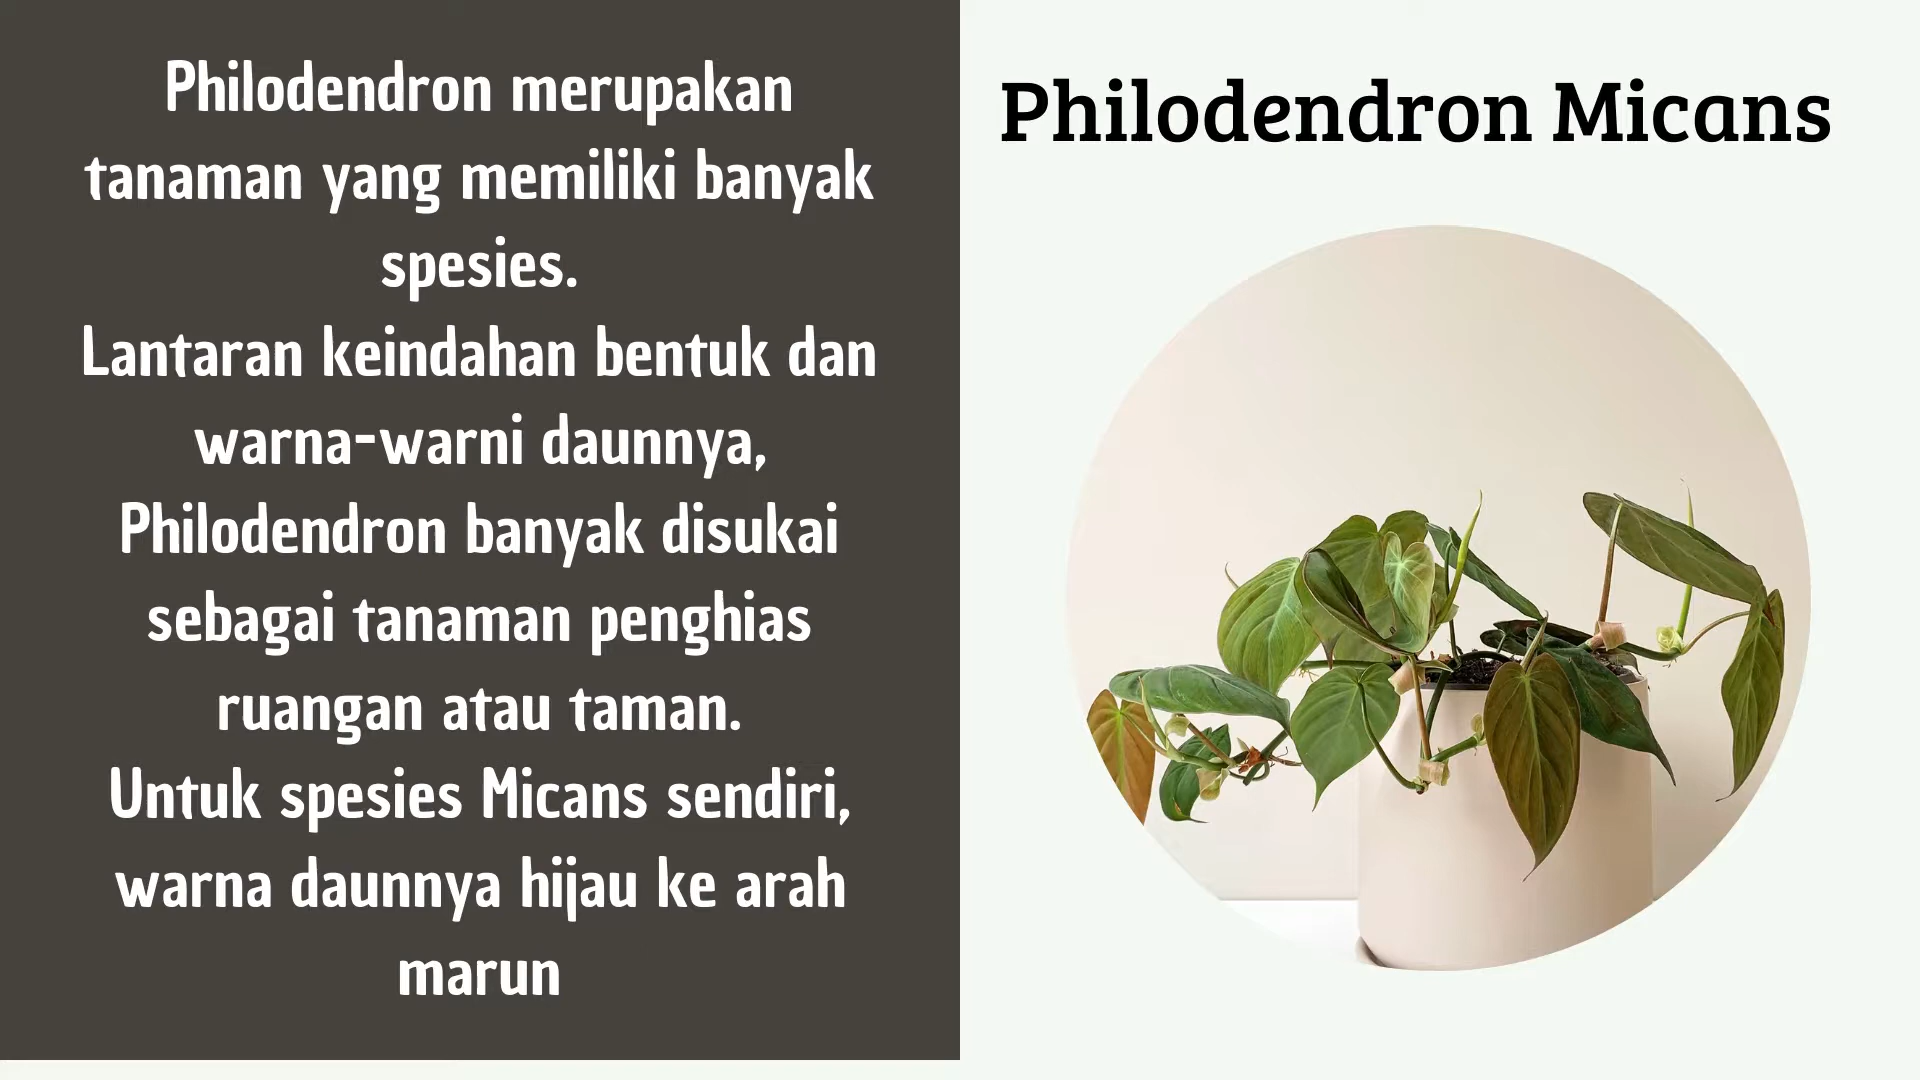 Philodendron merupakan
tanaman yang memiliki banyak
spesies.
Lantaran keindahan bentuk dan
warna-warni daunnya,
Philodendron banyak disukai
sebagai tanaman penghias
ruangan atau taman.
Untuk spesies Micans sendiri,
warna daunnya hijau ke arah
marun
Philodendron Micans